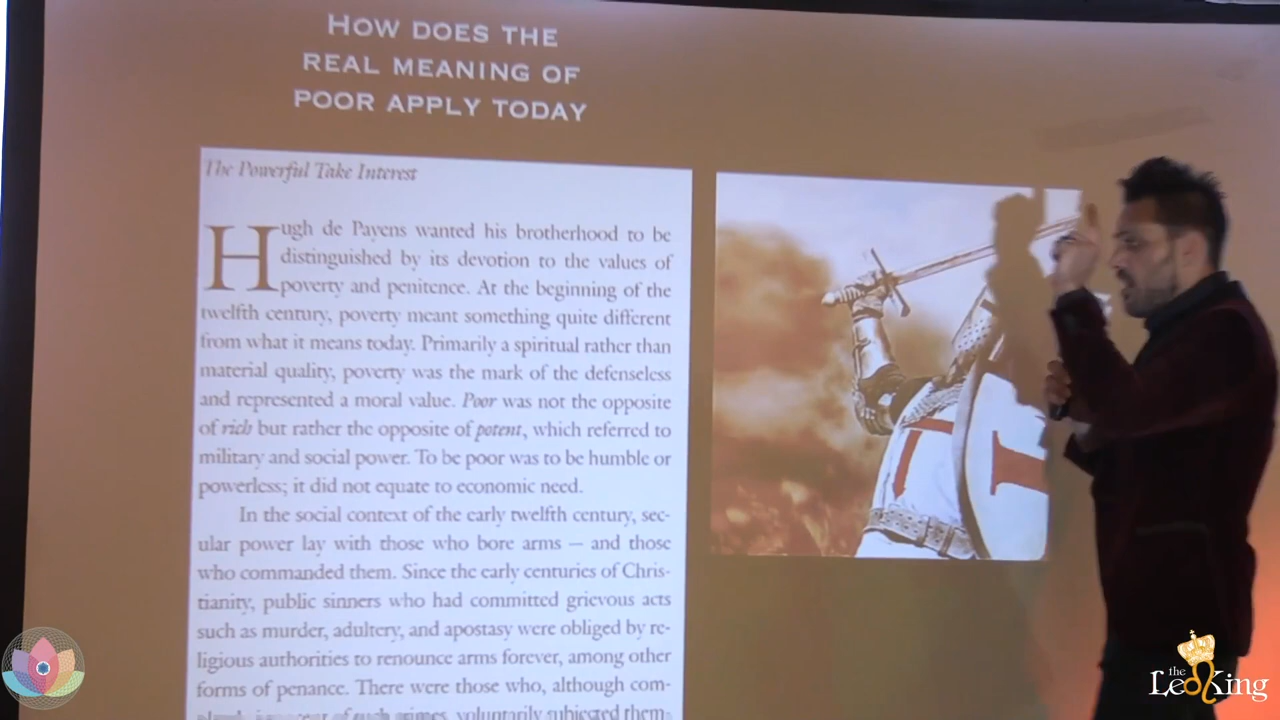 HOW DOES THE
REAL MEANING OF
POOR APPLY TODAY
The Powerful Take Interest
Hugh de Payens wanted his brotherhood to be
distinguished by its devotion to the values of
poverty and penitence. At the beginning of the
twelfth century, poverty meant something quite different
from what it means today. Primarily a spiritual rather than
material quality, poverty was the mark of the defenseless
and represented a moral value. Poor was not the opposite
of rich but rather the opposite of potent, which referred to
military and social power. To be poor was to be humble or
powerless; it did not equate to economic need.
In the social context of the early twelfth century, sec-
ular power lay with those who bore arms — and those
who commanded them. Since the early centuries of Chris-
tianity, public sinners who had committed grievous acts
such as murder, adultery, and apostasy were obliged by re-
ligious authorities to renounce arms forever, among other
forms of penance. There were those who, although com-
of such crimes, voluntarily subjected them-
the
Leo King